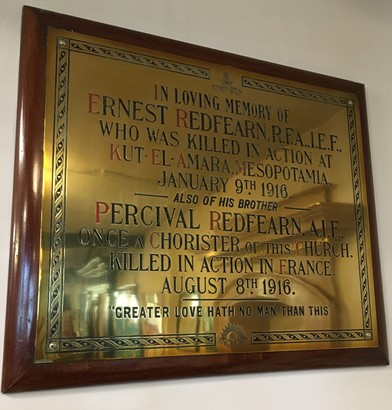 IN LOVING MEMORY OF
ERNEST REDFEARN, R.F.A., I.E.F.,
WHO WAS KILLED IN ACTION AT
KUT-EL-AMARA, MESOPOTAMIA,
JANUARY 9TH 1916
ALSO OF HIS BROTHER
PERCIVAL REDFEARN, A.I.F.,
ONCE A CHORISTER OF THIS CHURCH.
KILLED IN ACTION IN FRANCE.
AUGUST 8TH 1916.
"GREATER LOVE HATH NO MAN THAN THIS